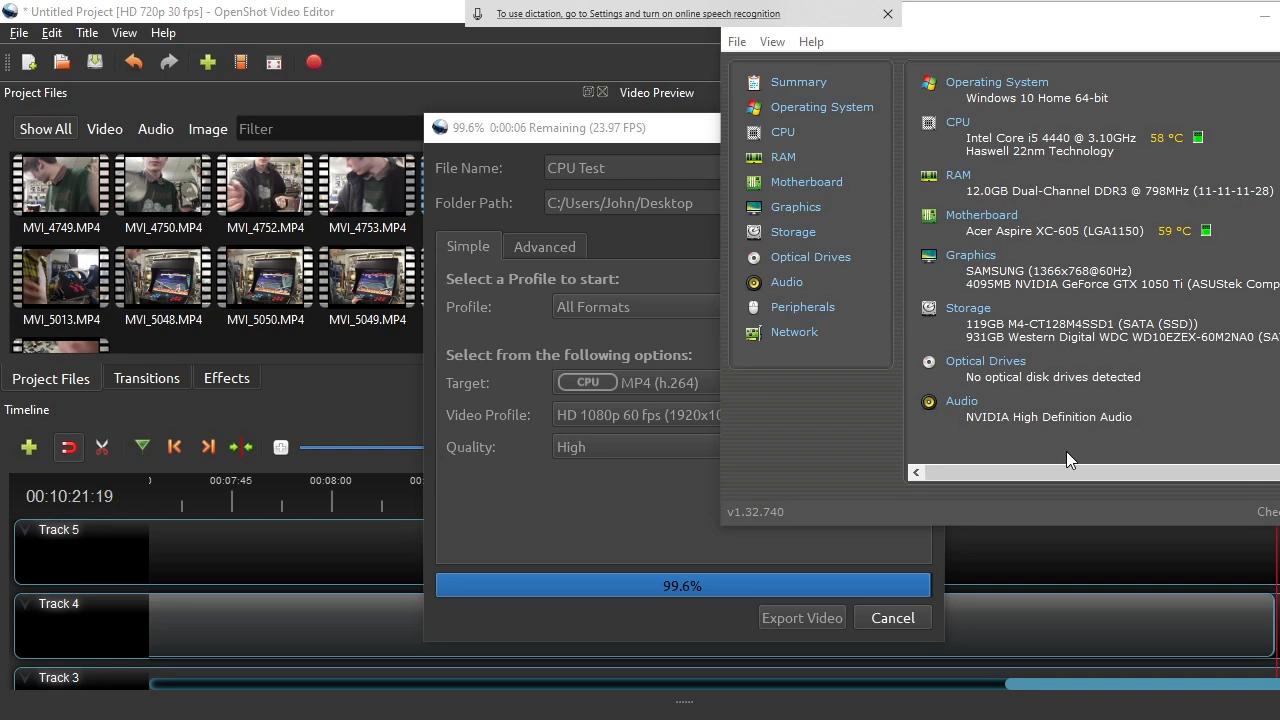 * Untitled Project [HD 720p 30 fps] - OpenShot Video Editor
To use dictation, go to Settings and turn on online speech recognition
File Edit Title View Help
Project Files
Video Preview
Show All Video Audio Image Filter
MVI_4749.MP4 MVI_4750.MP4 MVI_4752.MP4 MVI_4753.MP4
MVI_5013.MP4 MVI_5048.MP4 MVI_5050.MP4 MVI_5049.MP4
Project Files Transitions Effects
Timeline
00:10:21:19
00:07:45 00:08:00
Track 5
Track 4
Track 3
99.6% 0:00:06 Remaining (23.97 FPS)
File Name: CPU Test
Folder Path: C:/Users/John/Desktop
Simple Advanced
Select a Profile to start:
Profile: All Formats
Select from the following options:
Target: CPU MP4 (h.264)
Video Profile: HD 1080p 60 fps (1920x10
Quality: High
99.6%
Export Video Cancel
File View Help
Summary
Operating System
CPU
RAM
Motherboard
Graphics
Storage
Optical Drives
Audio
Peripherals
Network
Operating System
Windows 10 Home 64-bit
CPU
Intel Core i5 4440 @ 3.10GHz 58 °C
Haswell 22nm Technology
RAM
12.0GB Dual-Channel DDR3 @ 798MHz (11-11-11-28)
Motherboard
Acer Aspire XC-605 (LGA1150) 59 °C
Graphics
SAMSUNG (1366x768@60Hz)
4095MB NVIDIA GeForce GTX 1050 Ti (ASUStek Comp
Storage
119GB M4-CT128M4SSD1 (SATA (SSD))
931GB Western Digital WDC WD10EZEX-60M2NA0 (SAT
Optical Drives
No optical disk drives detected
Audio
NVIDIA High Definition Audio
v1.32.740
Chec